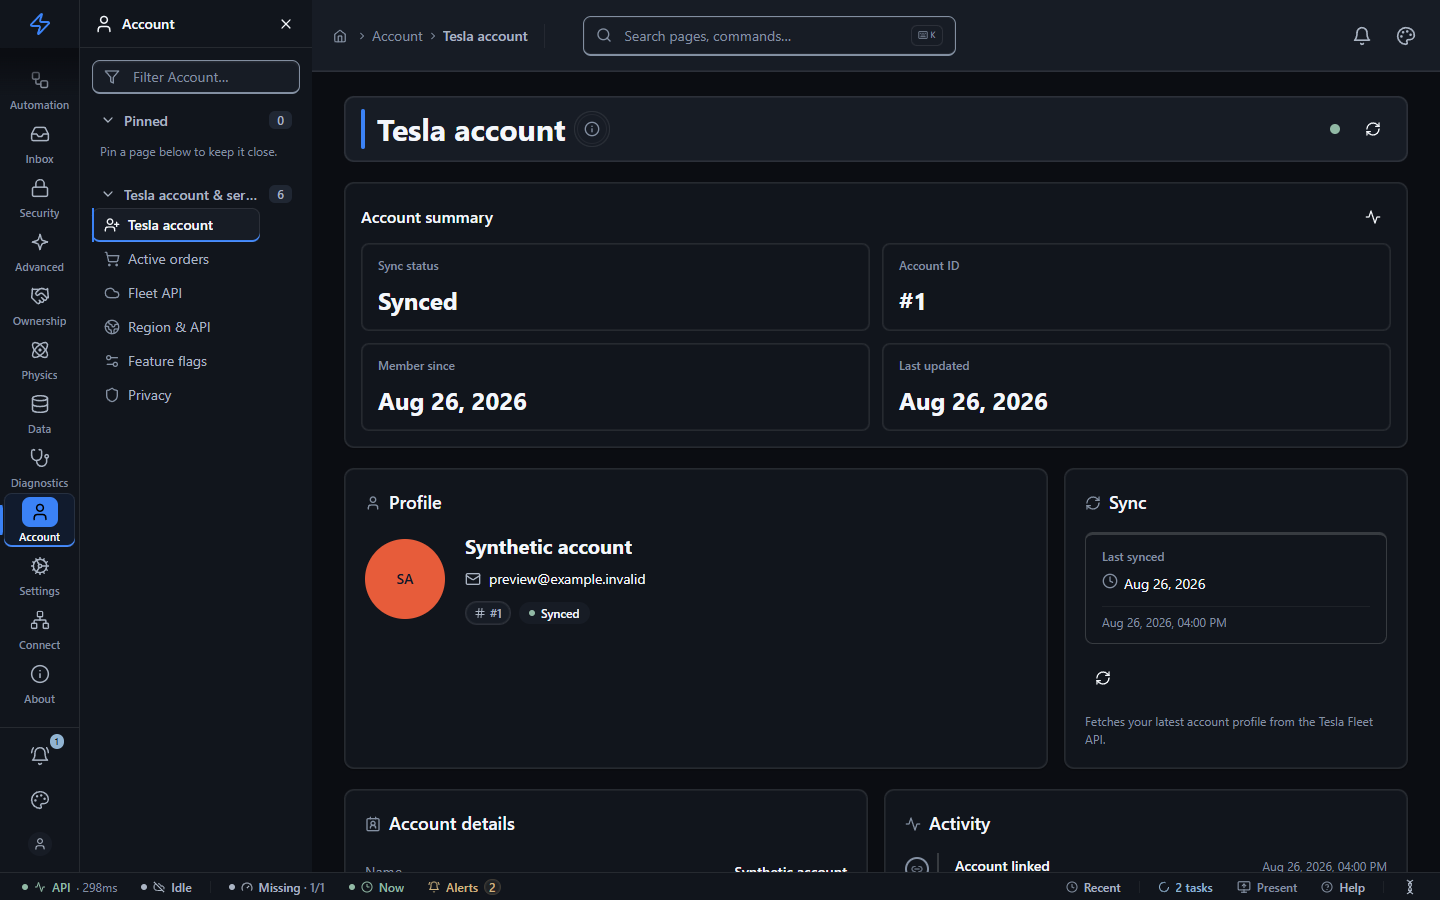 Automation
Inbox
Security
Advanced
Ownership
Physics
Data
Diagnostics
Account
Settings
Connect
About
1
Account
Filter Account...
Pinned
0
Pin a page below to keep it close.
Tesla account & ser...
6
Tesla account
Active orders
Fleet API
Region & API
Feature flags
Privacy
Account
Tesla account
Search pages, commands...
K
Tesla account
Account summary
Sync status
Synced
Account ID
#1
Member since
Aug 26, 2026
Last updated
Aug 26, 2026
Profile
SA
Synthetic account
preview@example.invalid
#1
Synced
Sync
Last synced
Aug 26, 2026
Aug 26, 2026, 04:00 PM
Fetches your latest account profile from the Tesla Fleet
API.
Account details
Name
Synthetic account
Activity
Account linked
Aug 26, 2026, 04:00 PM
API · 298ms
Idle
Missing · 1/1
Now
Alerts
2
Recent
2 tasks
Present
Help